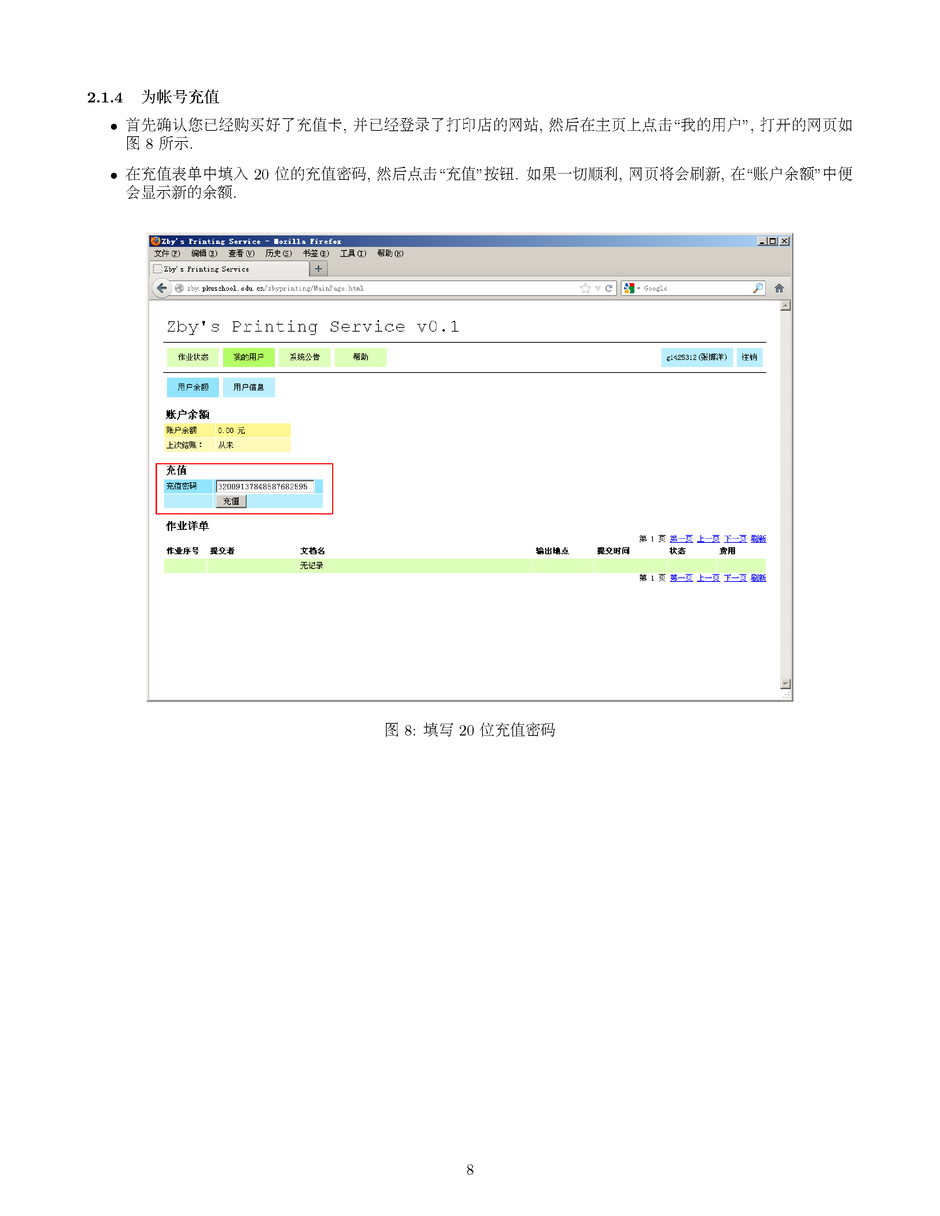 2.1.4 为帐号充值
• 首先确认您已经购买好了充值卡, 并已经登录了打印店的网站, 然后在主页上点击“我的用户”, 打开的网页如
图 8 所示.
• 在充值表单中填入 20 位的充值密码, 然后点击“充值”按钮. 如果一切顺利, 网页将会刷新, 在“账户余额”中便
会显示新的余额.
Zby's Printing Service - Mozilla Firefox
文件(F) 编辑(E) 查看(V) 历史(S) 书签(B) 工具(T) 帮助(H)
Zby's Printing Service +
zby.pkuschool.edu.cn/zbyprinting/MainPage.html Google
Zby's Printing Service v0.1
作业状态 我的用户 系统公告 帮助 g1425312(张博洋) 注销
用户余额 用户信息
账户余额
账户余额 0.00 元
上次结账: 从未
充值
充值密码 32009137848587682595
充值
作业详单
第 1 页 第一页 上一页 下一页 刷新
作业序号 提交者 文档名 输出地点 提交时间 状态 费用
无记录
第 1 页 第一页 上一页 下一页 刷新
图 8: 填写 20 位充值密码
8